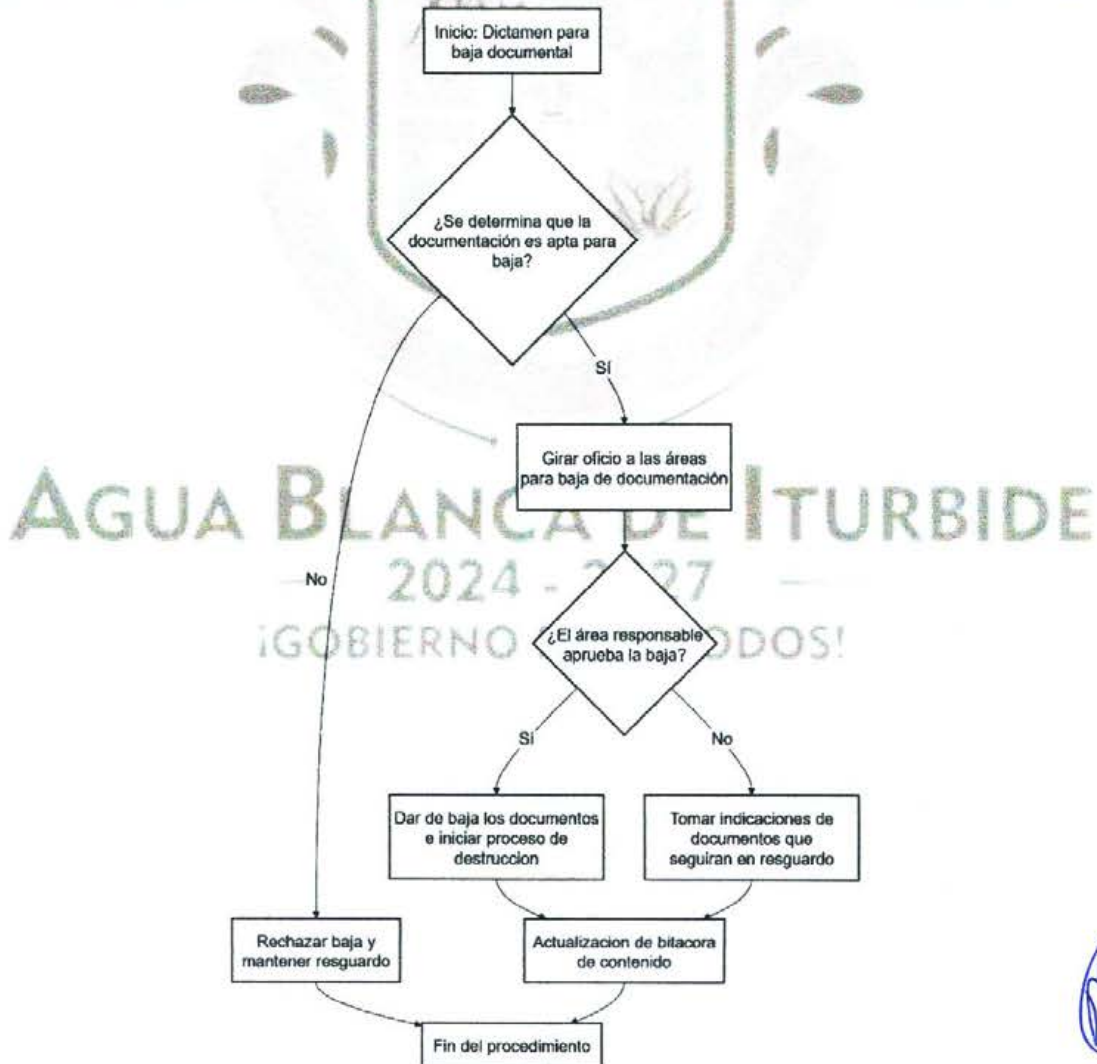 Inicio: Dictamen para
baja documental
¿Se determina que la
documentación es apta para
baja?
Sí
Girar oficio a las áreas
para baja de documentación
AGUA BLANCA DE ITURBIDE
No
2024 - 27
¡GOBIERNO ODOS!
¿El área responsable
aprueba la baja?
Sí
No
Dar de baja los documentos
e iniciar proceso de
destruccion
Tomar indicaciones de
documentos que
seguiran en resguardo
Rechazar baja y
mantener resguardo
Actualizacion de bitacora
de contenido
Fin del procedimiento